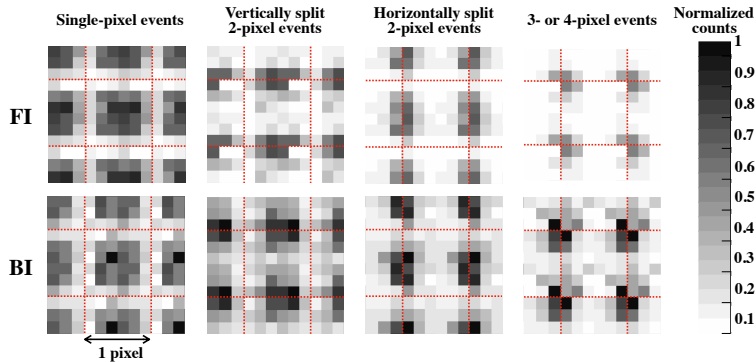 Single-pixel events
Vertically split
2-pixel events
Horizontally split
2-pixel events
3- or 4-pixel events
Normalized
counts
FI
BI
1
0.9
0.8
0.7
0.6
0.5
0.4
0.3
0.2
0.1
1 pixel